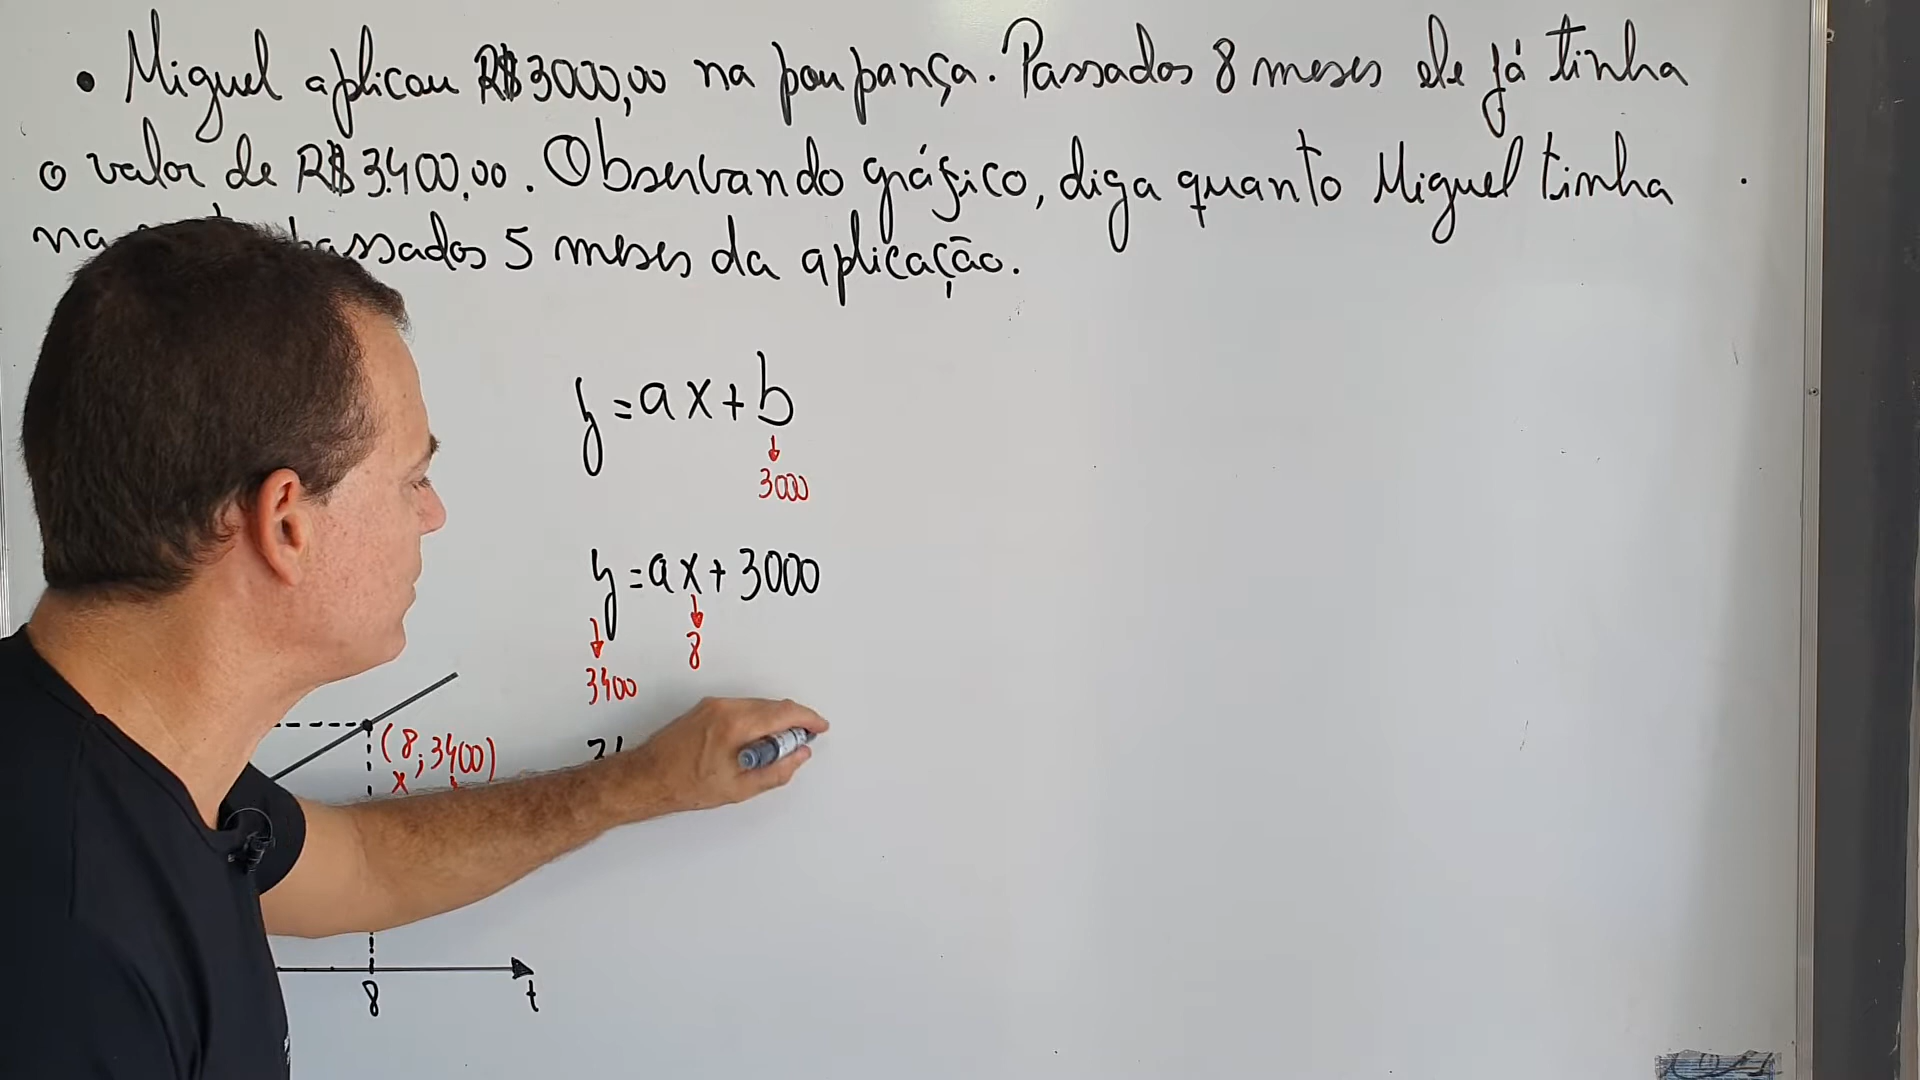 • Miguel aplicou R$3000,00 na poupança. Passados 8 meses ele já tinha
o valor de R$3.400,00. Observando gráfico, diga quanto Miguel tinha
na passados 5 meses da aplicação.
y=ax+b
3000
y=ax+3000
8
3400
(8;3400)
x
8
t